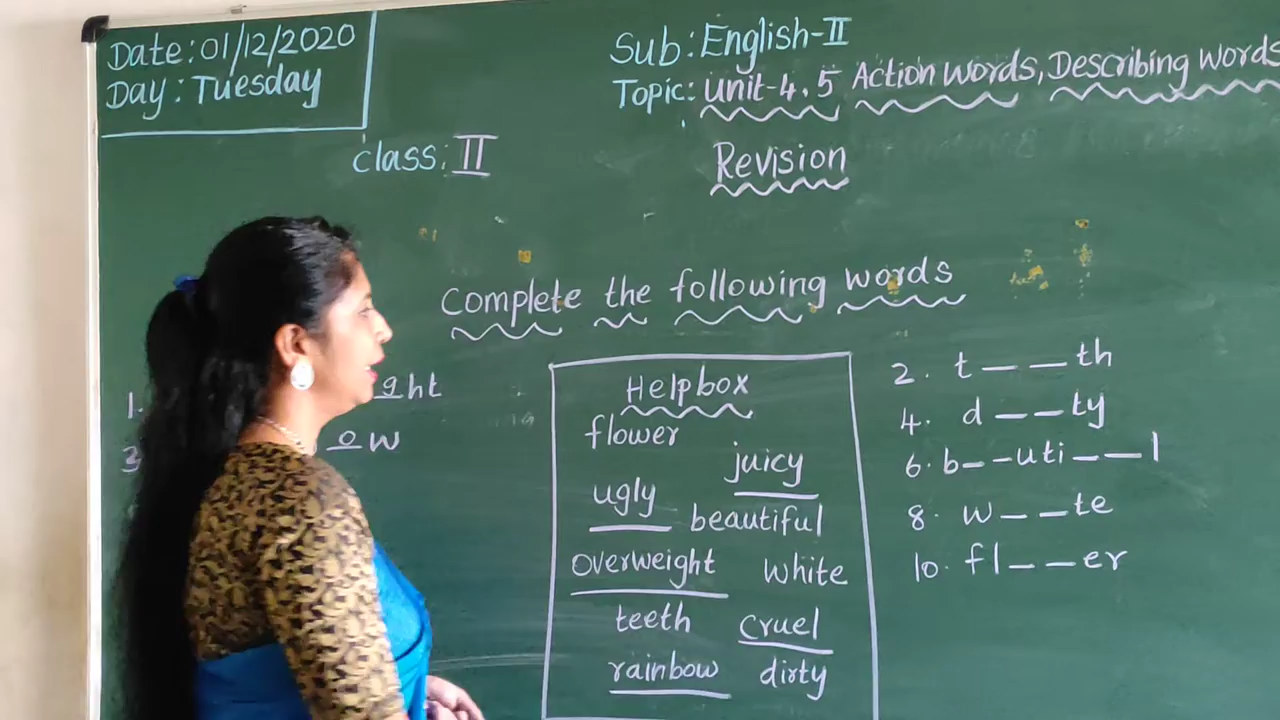 Date: 01/12/2020
Day: Tuesday
Sub: English-II
Topic: Unit-4,5 Action words, Describing words
Class: II
Revision
Complete the following words
1. ght
3 ow
Helpbox
flower
juicy
ugly
beautiful
overweight white
teeth cruel
rainbow dirty
2. t _ _ th
4. d _ _ ty
6. b _ _ uti _ _ l
8. w _ _ te
10. fl _ _ er